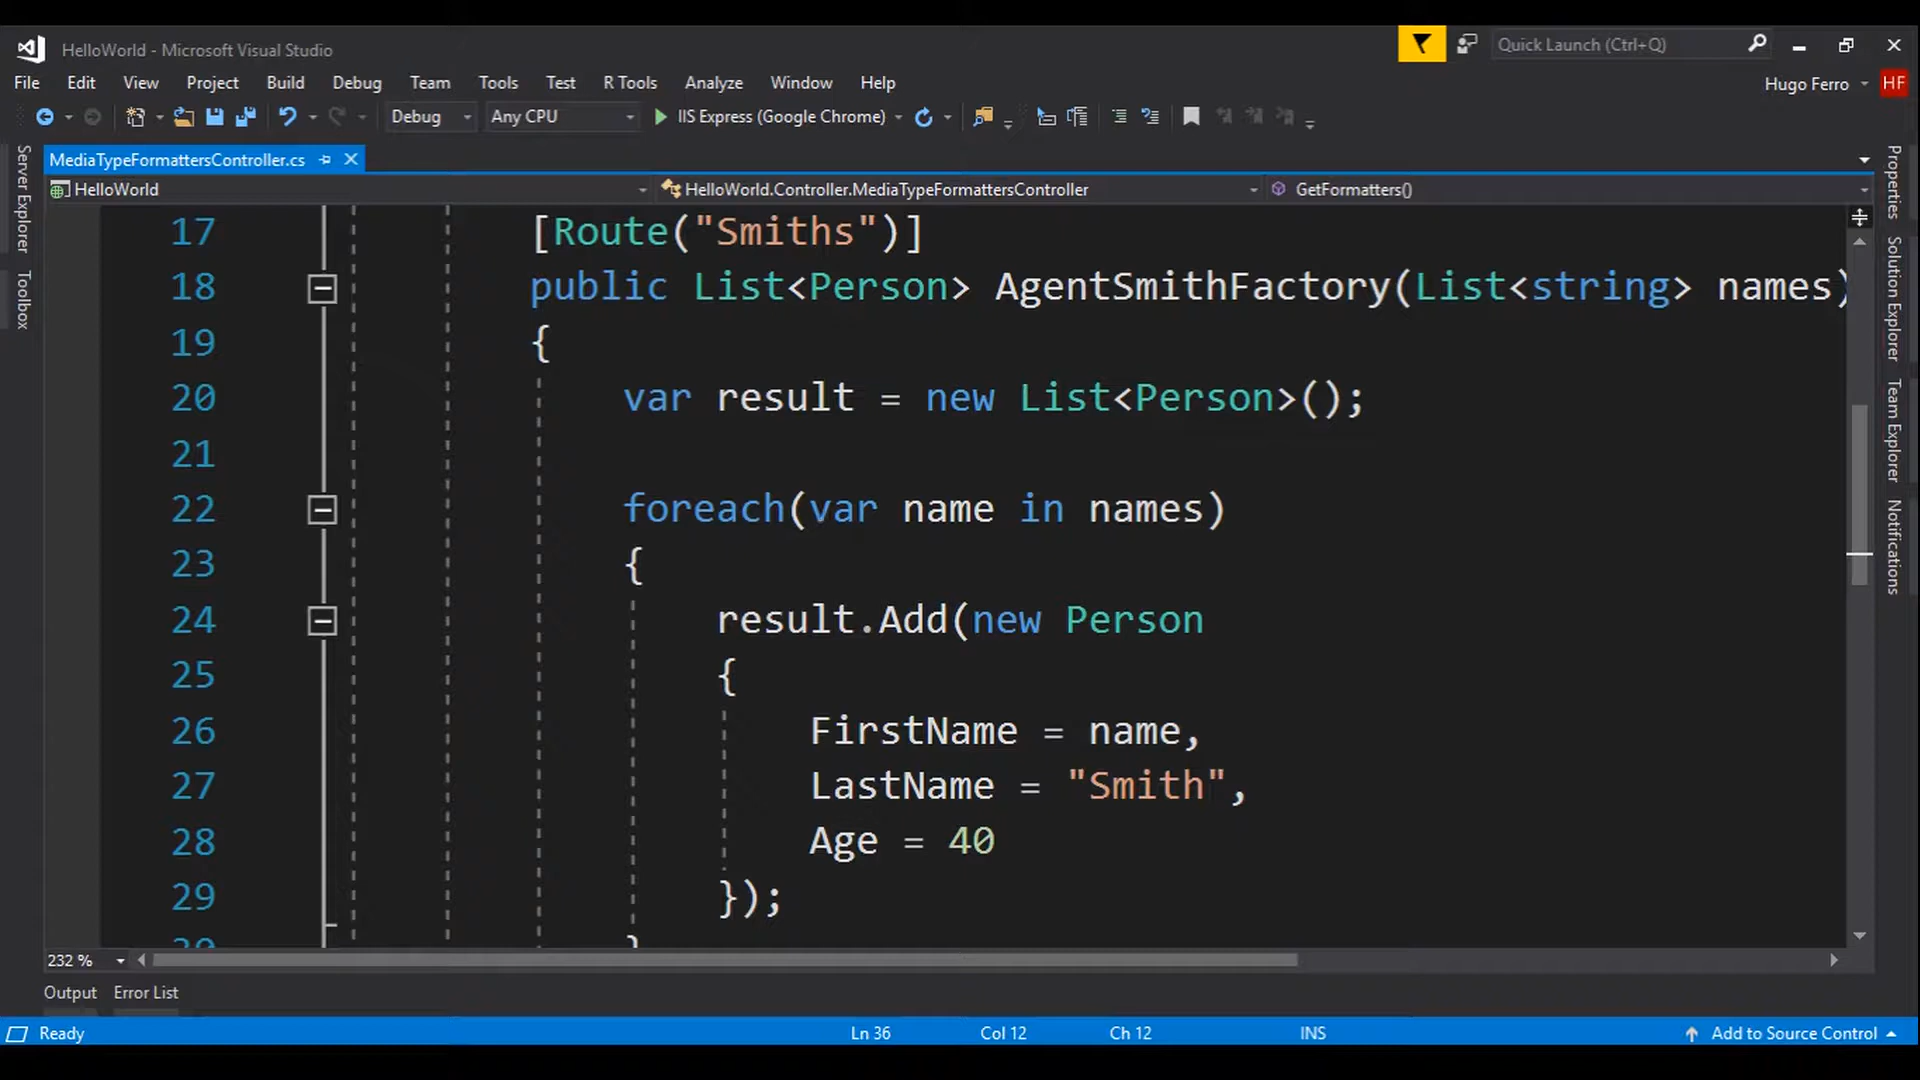 HelloWorld - Microsoft Visual Studio
Quick Launch (Ctrl+Q)
File Edit View Project Build Debug Team Tools Test R Tools Analyze Window Help
Hugo Ferro HF
Debug Any CPU IIS Express (Google Chrome)
MediaTypeFormattersController.cs
HelloWorld HelloWorld.Controller.MediaTypeFormattersController GetFormatters()
Server Explorer
Toolbox
17 [Route("Smiths")]
18 public List<Person> AgentSmithFactory(List<string> names)
19 {
20 var result = new List<Person>();
21
22 foreach(var name in names)
23 {
24 result.Add(new Person
25 {
26 FirstName = name,
27 LastName = "Smith",
28 Age = 40
29 });
30 }
Properties
Solution Explorer
Team Explorer
Notifications
232 %
Output Error List
Ready Ln 36 Col 12 Ch 12 INS Add to Source Control